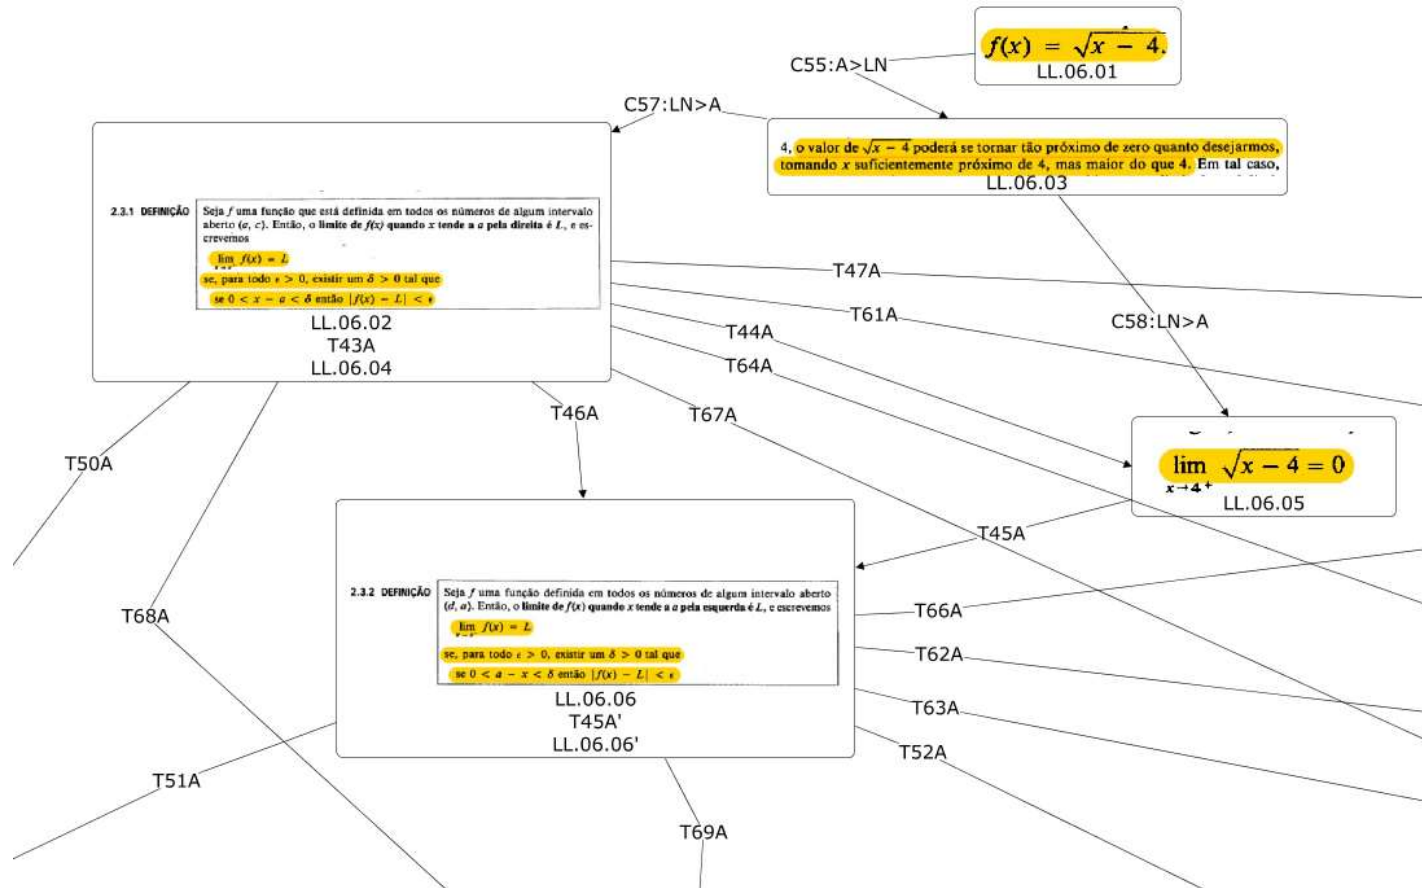 f(x) = √x − 4.
LL.06.01
C55:A>LN
C57:LN>A
4, o valor de √x − 4 poderá se tornar tão próximo de zero quanto desejarmos,
tomando x suficientemente próximo de 4, mas maior do que 4. Em tal caso,
LL.06.03
2.3.1 DEFINIÇÃO Seja f uma função que está definida em todos os números de algum intervalo
aberto (a, c). Então, o limite de f(x) quando x tende a a pela direita é L, e es-
crevemos
lim f(x) = L
se, para todo ϵ > 0, existir um δ > 0 tal que
se 0 < x − a < δ então |f(x) − L| < ϵ
LL.06.02
T43A
LL.06.04
T47A
T61A
C58:LN>A
T44A
T64A
T46A
T67A
T50A
lim √x − 4 = 0
x→4+
LL.06.05
T45A
2.3.2 DEFINIÇÃO Seja f uma função definida em todos os números de algum intervalo aberto
(d, a). Então, o limite de f(x) quando x tende a a pela esquerda é L, e escrevemos
lim f(x) = L
se, para todo ϵ > 0, existir um δ > 0 tal que
se 0 < a − x < δ então |f(x) − L| < ϵ
LL.06.06
T45A'
LL.06.06'
T68A
T66A
T62A
T63A
T52A
T51A
T69A